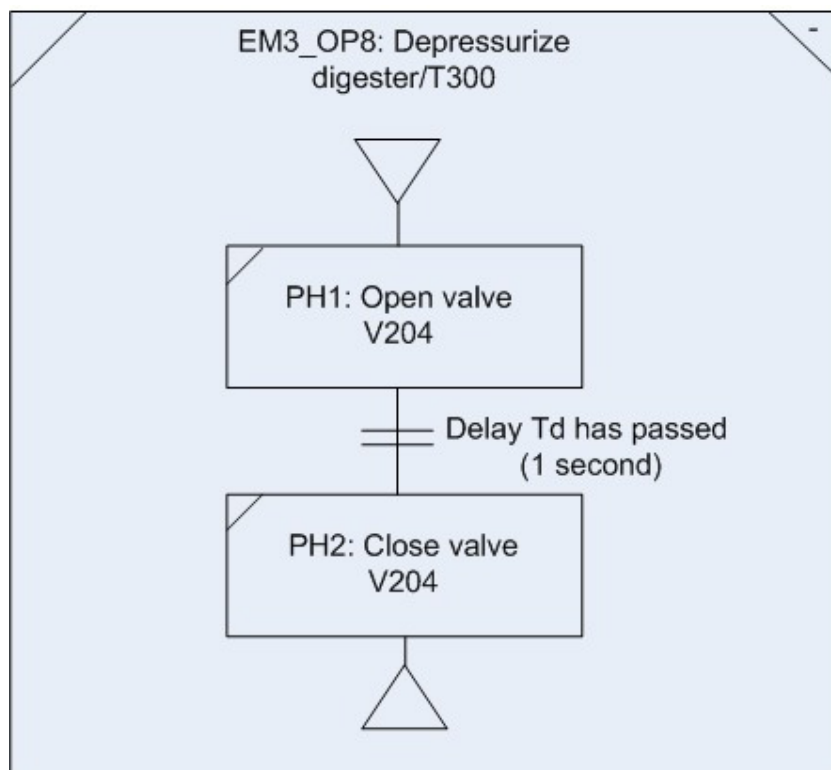 -
EM3_OP8: Depressurize
digester/T300
PH1: Open valve
V204
Delay Td has passed
(1 second)
PH2: Close valve
V204